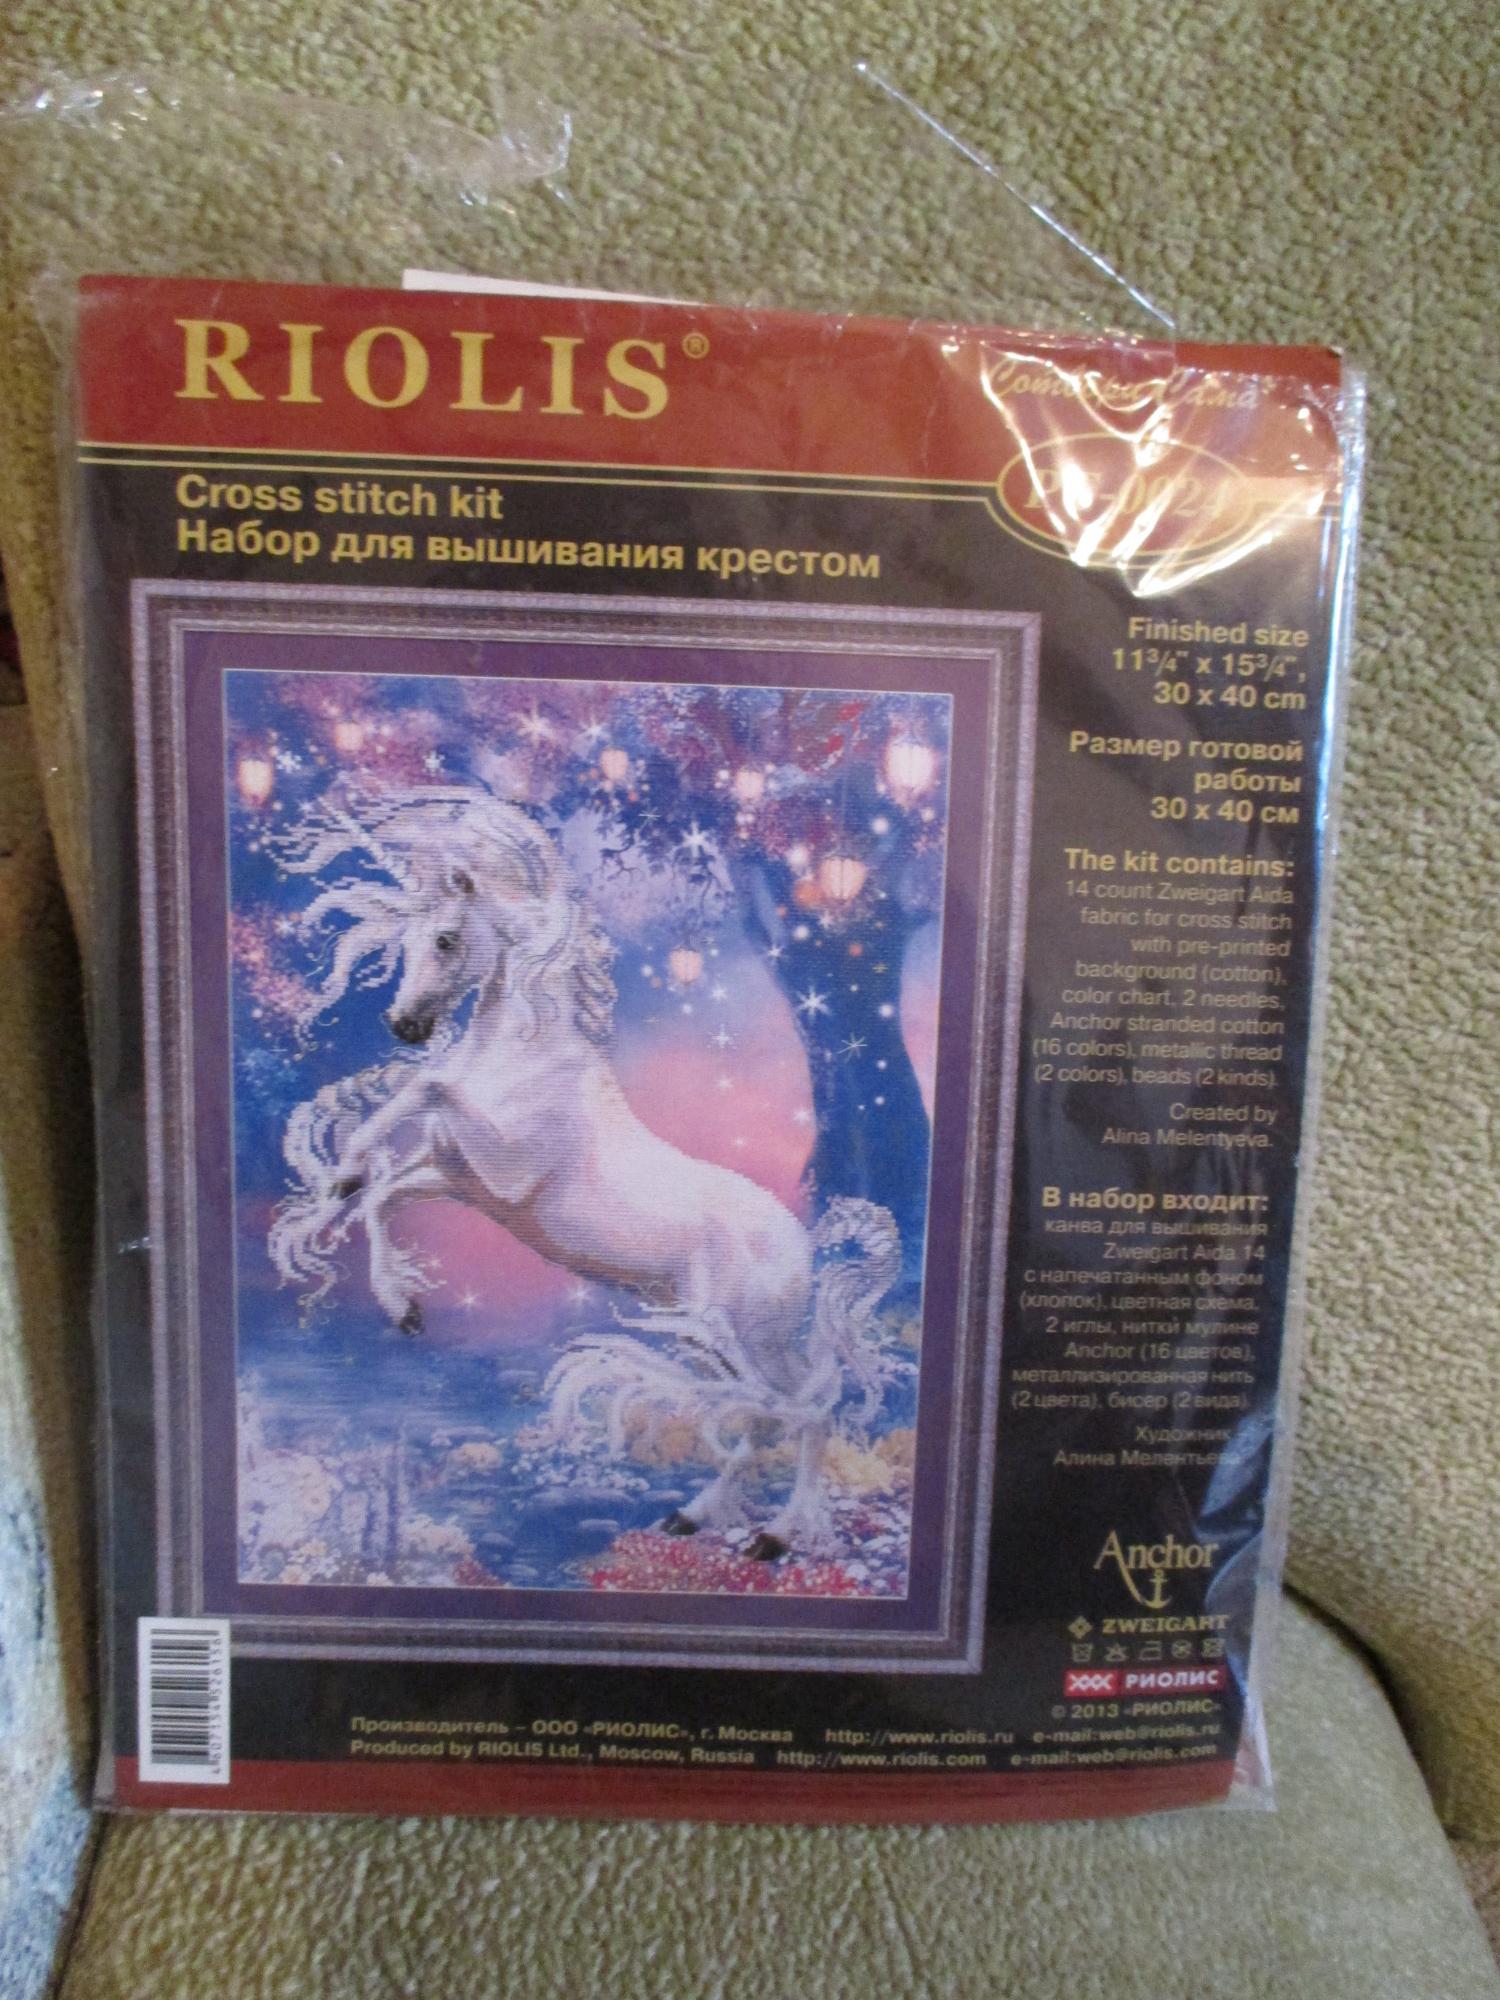 RIOLIS®
Сотвори Сама®
Cross stitch kit
Набор для вышивания крестом
Finished size
11¾" x 15¾",
30 x 40 cm
Размер готовой
работы
30 x 40 см
The kit contains:
14 count Zweigart Aida
fabric for cross stitch
with pre-printed
background (cotton),
color chart, 2 needles,
Anchor stranded cotton
(16 colors), metallic thread
(2 colors), beads (2 kinds).
Created by
Alina Melentyeva.
В набор входит:
канва для вышивания
Zweigart Aida 14
с напечатанным фоном
(хлопок), цветная схема,
2 иглы, нитки мулине
Anchor (16 цветов),
металлизированная нить
(2 цвета), бисер (2 вида).
Художник
Алина Мелентьева
Anchor
ZWEIGART
РИОЛИС
© 2013 «РИОЛИС»
Производитель – ООО «РИОЛИС», г. Москва http://www.riolis.ru e-mail:web@riolis.ru
Produced by RIOLIS Ltd., Moscow, Russia http://www.riolis.com e-mail:web@riolis.com